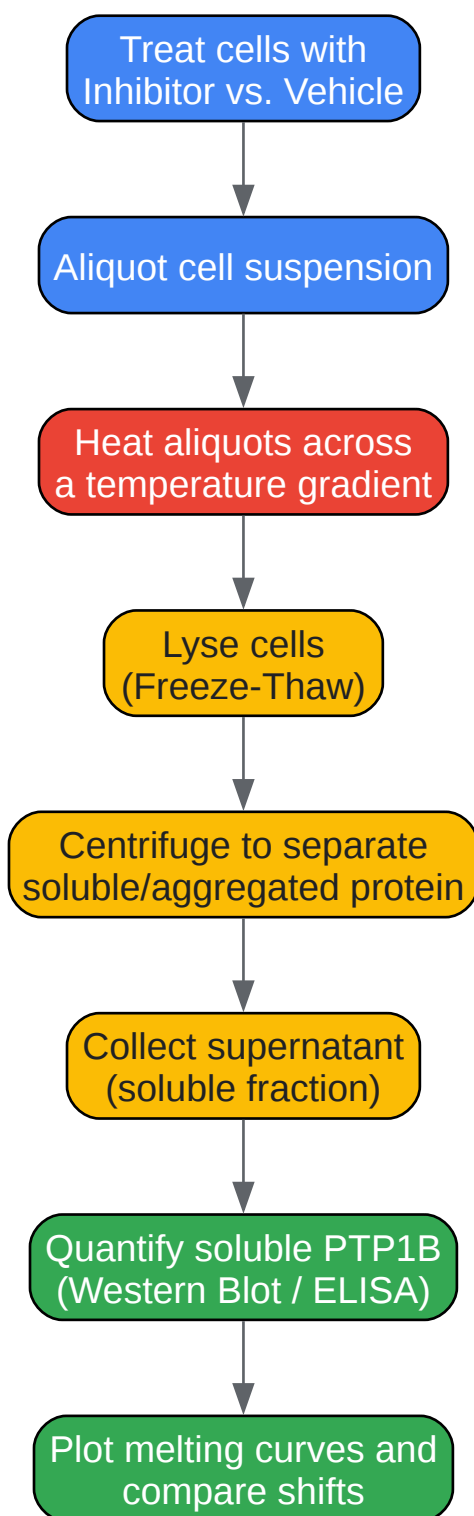 Treat cells with
Inhibitor vs. Vehicle
Aliquot cell suspension
Heat aliquots across
a temperature gradient
Lyse cells
(Freeze-Thaw)
Centrifuge to separate
soluble/aggregated protein
Collect supernatant
(soluble fraction)
Quantify soluble PTP1B
(Western Blot / ELISA)
Plot melting curves and
compare shifts